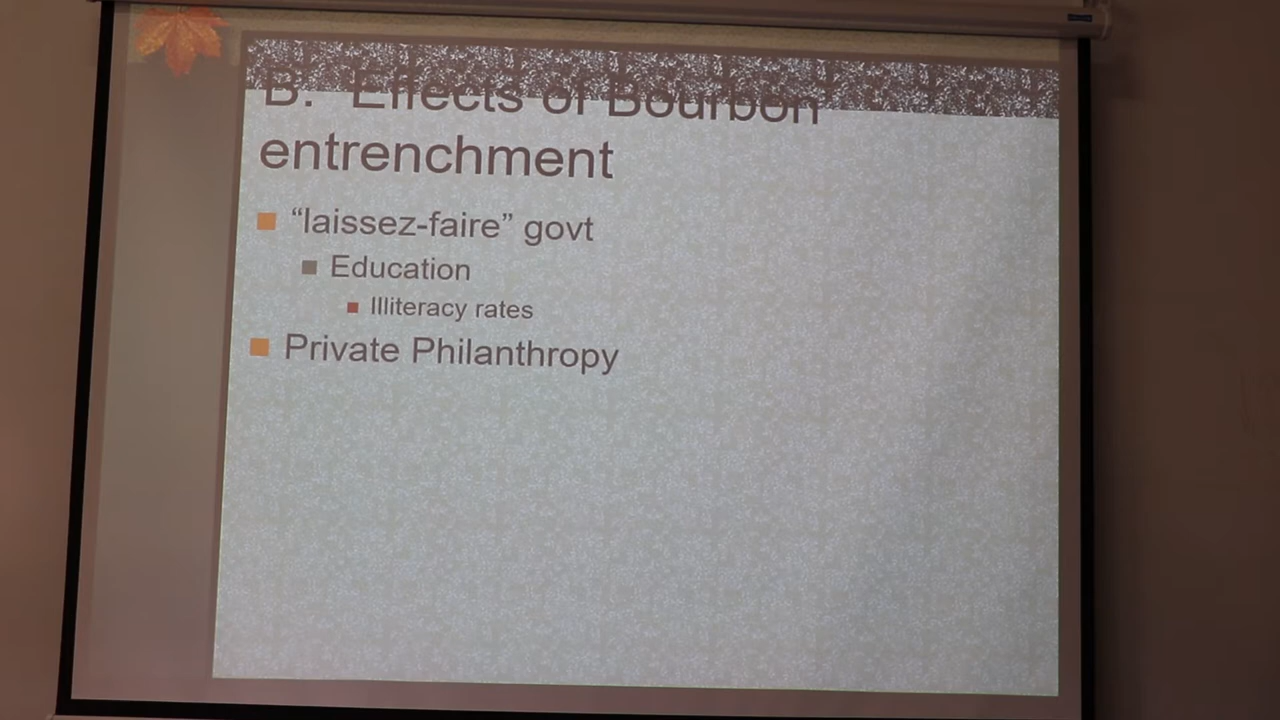 B. Effects of Bourbon
entrenchment
“laissez-faire” govt
Education
Illiteracy rates
Private Philanthropy